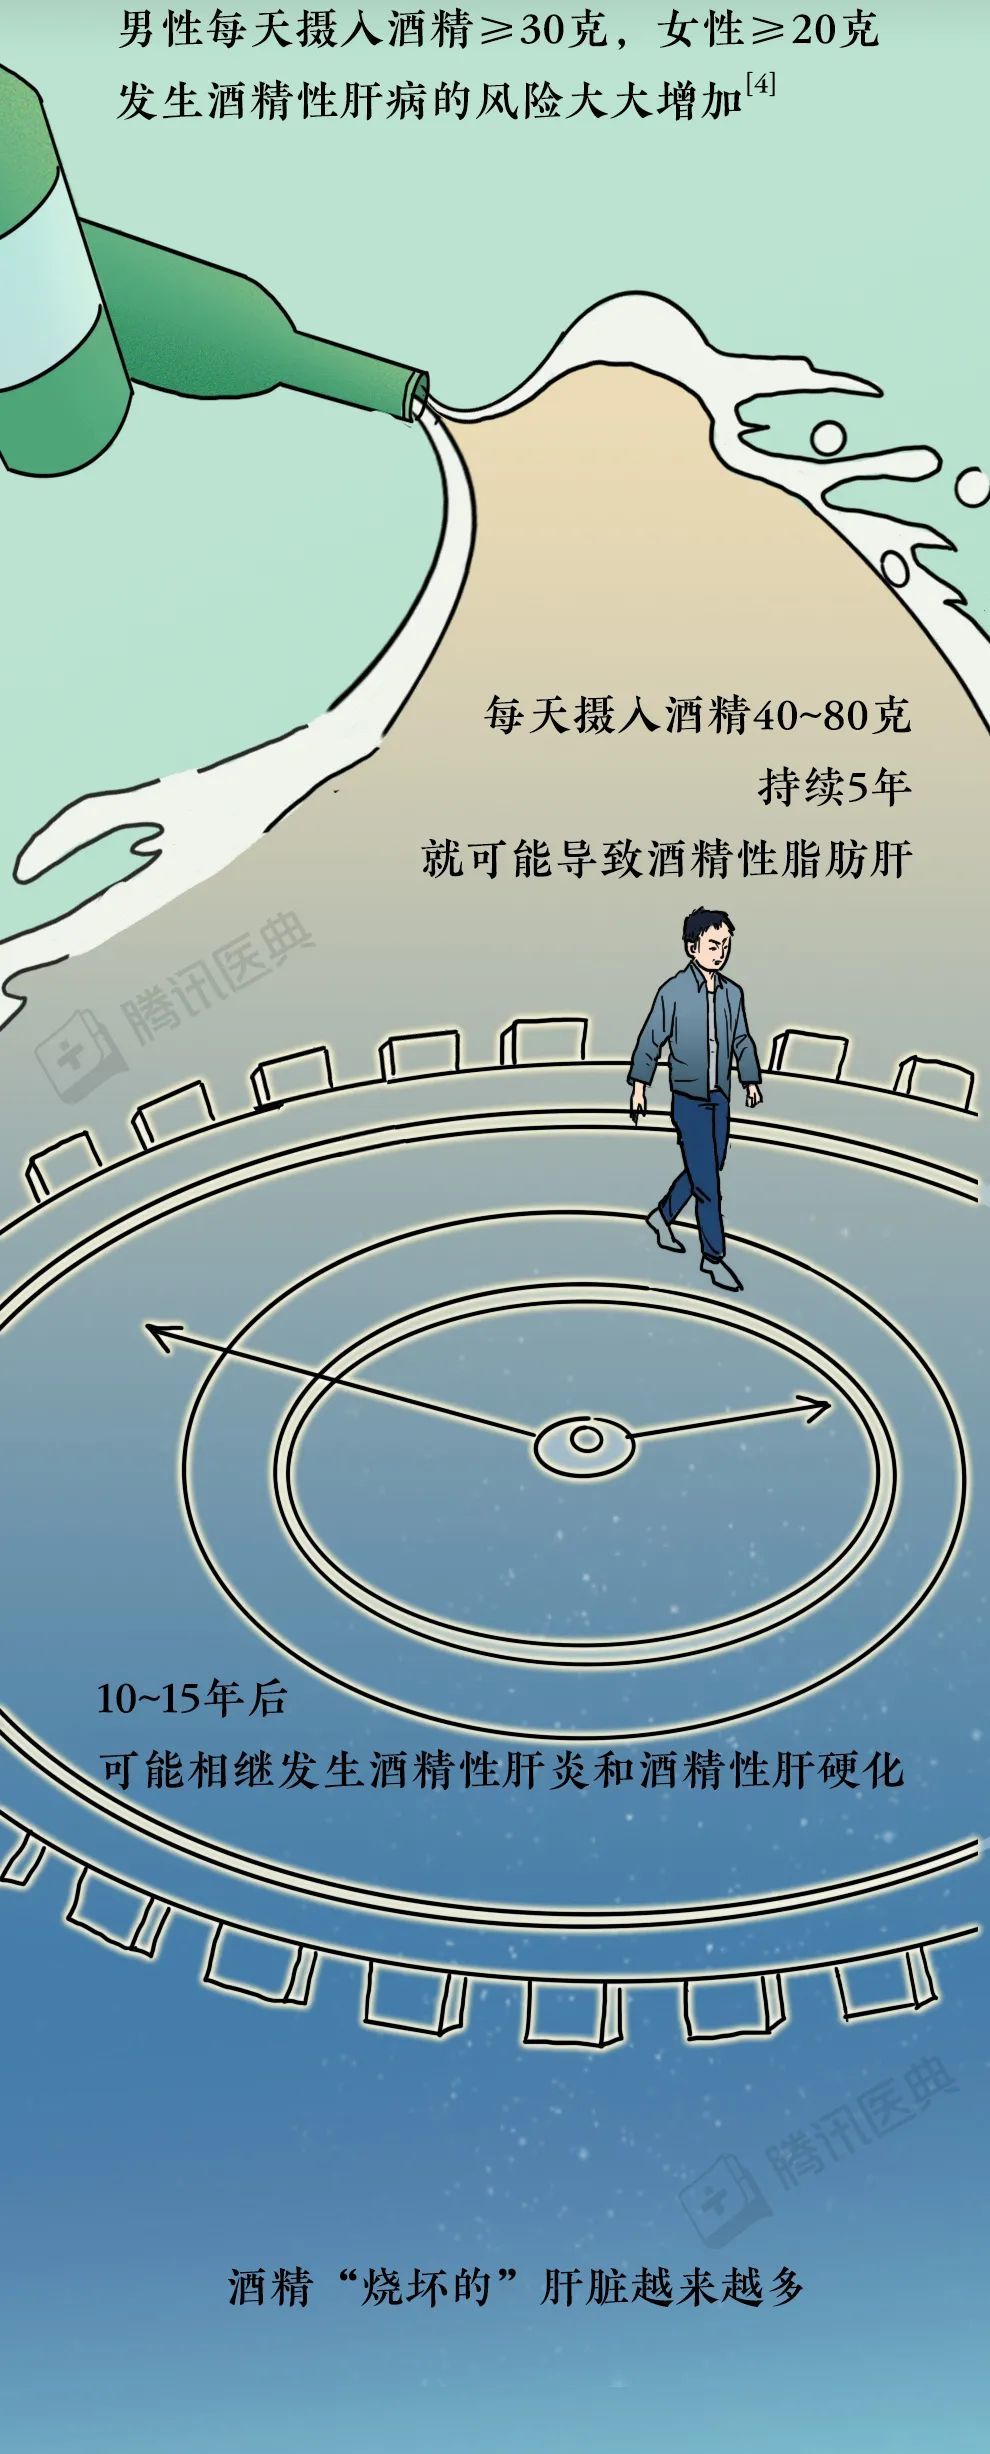 男性每天摄入酒精≥30克，女性≥20克
发生酒精性肝病的风险大大增加[4]
每天摄入酒精40~80克
持续5年
就可能导致酒精性脂肪肝
腾讯医典
10~15年后
可能相继发生酒精性肝炎和酒精性肝硬化
腾讯医典
酒精“烧坏的”肝脏越来越多